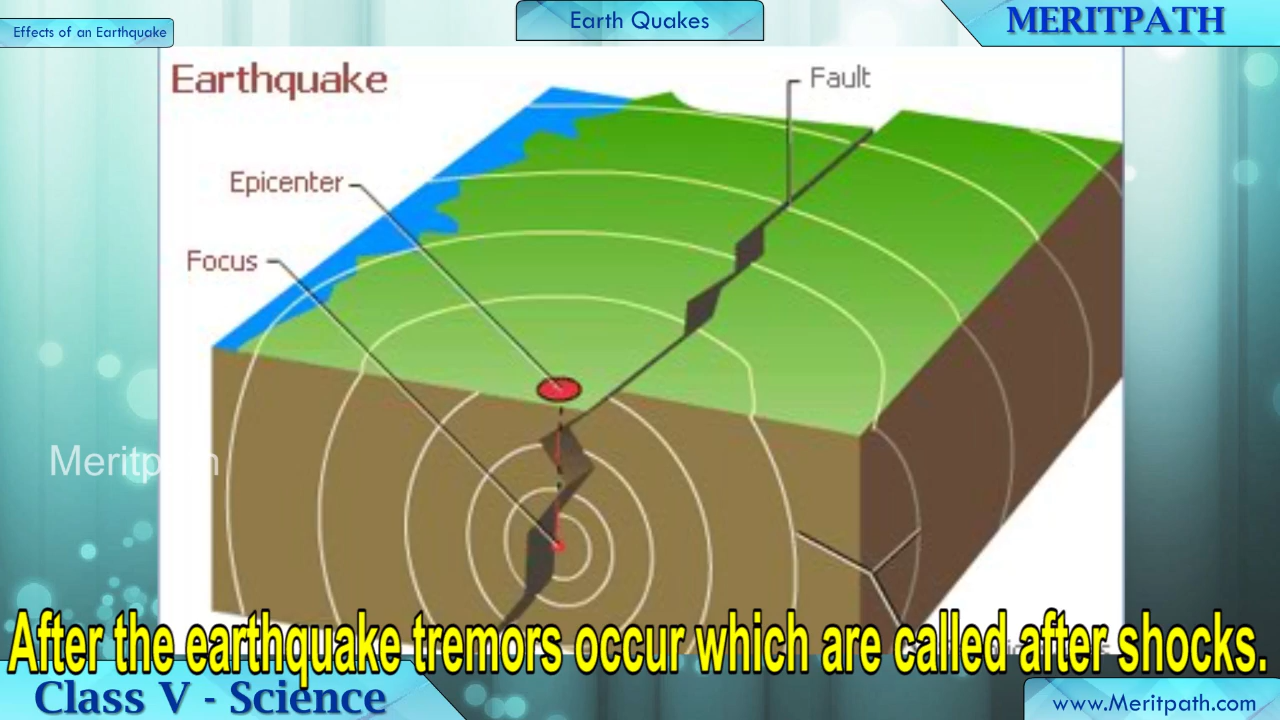 Effects of an Earthquake
Earth Quakes
MERITPATH
Earthquake
Fault
Epicenter
Focus
Meritpath
After the earthquake tremors occur which are called after shocks.
Class V - Science
www.Meritpath.com